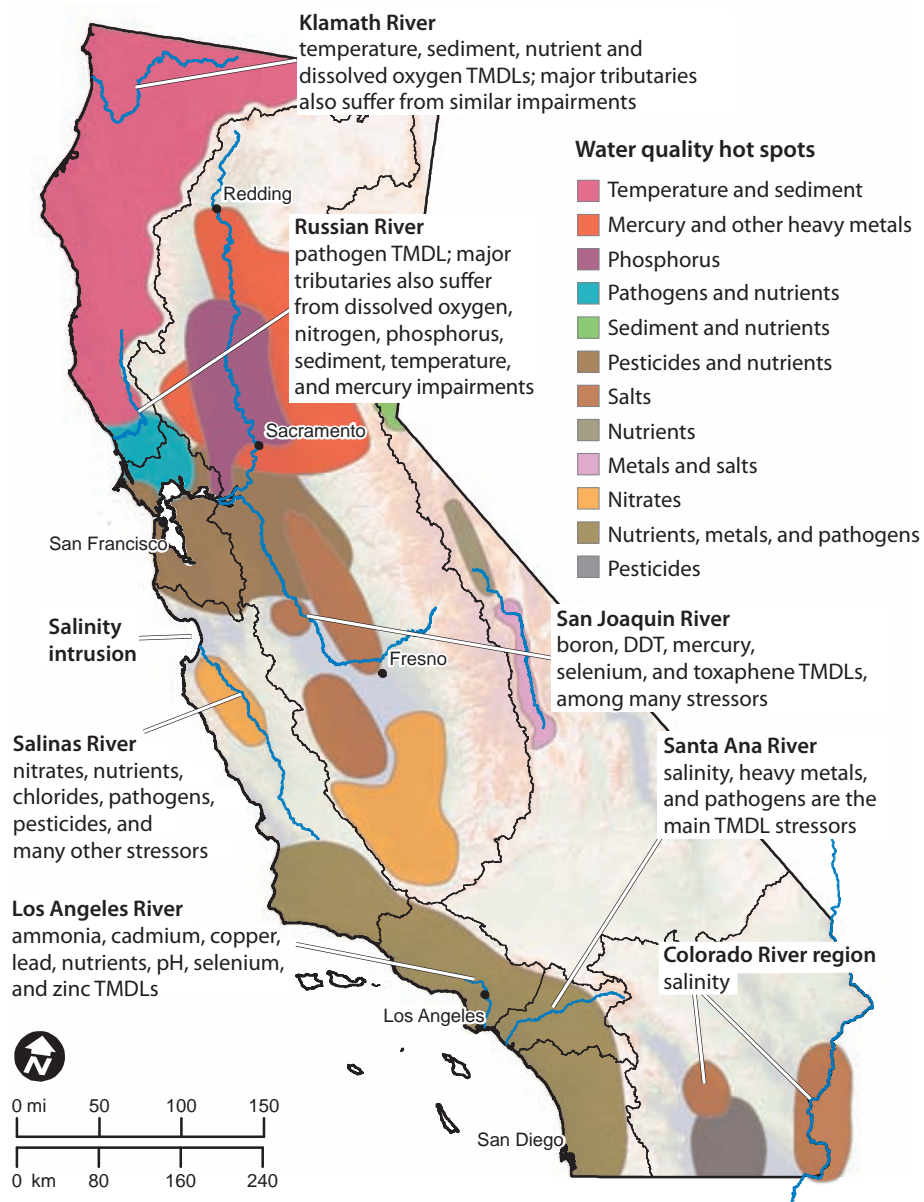 Klamath River
temperature, sediment, nutrient and
dissolved oxygen TMDLs; major tributaries
also suffer from similar impairments
Water quality hot spots
Temperature and sediment
Mercury and other heavy metals
Phosphorus
Pathogens and nutrients
Sediment and nutrients
Pesticides and nutrients
Salts
Nutrients
Metals and salts
Nitrates
Nutrients, metals, and pathogens
Pesticides
Redding
Russian River
pathogen TMDL; major
tributaries also suffer
from dissolved oxygen,
nitrogen, phosphorus,
sediment, temperature,
and mercury impairments
Sacramento
San Francisco
Salinity
intrusion
San Joaquin River
boron, DDT, mercury,
selenium, and toxaphene TMDLs,
among many stressors
Fresno
Salinas River
nitrates, nutrients,
chlorides, pathogens,
pesticides, and
many other stressors
Santa Ana River
salinity, heavy metals,
and pathogens are the
main TMDL stressors
Los Angeles River
ammonia, cadmium, copper,
lead, nutrients, pH, selenium,
and zinc TMDLs
Colorado River region
salinity
Los Angeles
San Diego
N
0 mi 50 100 150
0 km 80 160 240